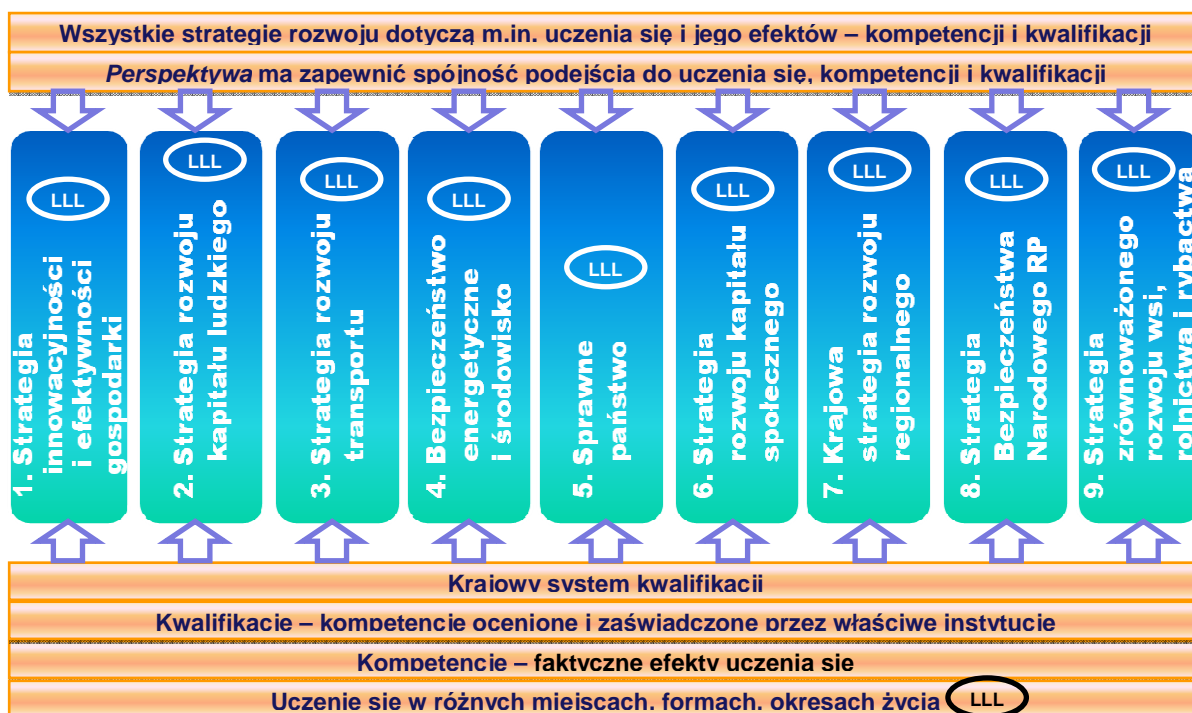 Wszystkie strategie rozwoju dotyczą m.in. uczenia się i jego efektów – kompetencji i kwalifikacji
Perspektywa ma zapewnić spójność podejścia do uczenia się, kompetencji i kwalifikacji
LLL
1. Strategia
innowacyjności
i efektywności
gospodarki
LLL
2. Strategia rozwoju
kapitału ludzkiego
LLL
3. Strategia rozwoju
transportu
LLL
4. Bezpieczeństwo
energetyczne
i środowisko
LLL
5. Sprawne
państwo
LLL
6. Strategia
rozwoju kapitału
społecznego
LLL
7. Krajowa
strategia rozwoju
regionalnego
LLL
8. Strategia
Bezpieczeństwa
Narodowego RP
LLL
9. Strategia
zrównoważonego
rozwoju wsi,
rolnictwa i rybactwa
Krajowy system kwalifikacji
Kwalifikacje – kompetencje ocenione i zaświadczone przez właściwe instytucje
Kompetencje – faktyczne efekty uczenia się
Uczenie się w różnych miejscach, formach, okresach życia LLL